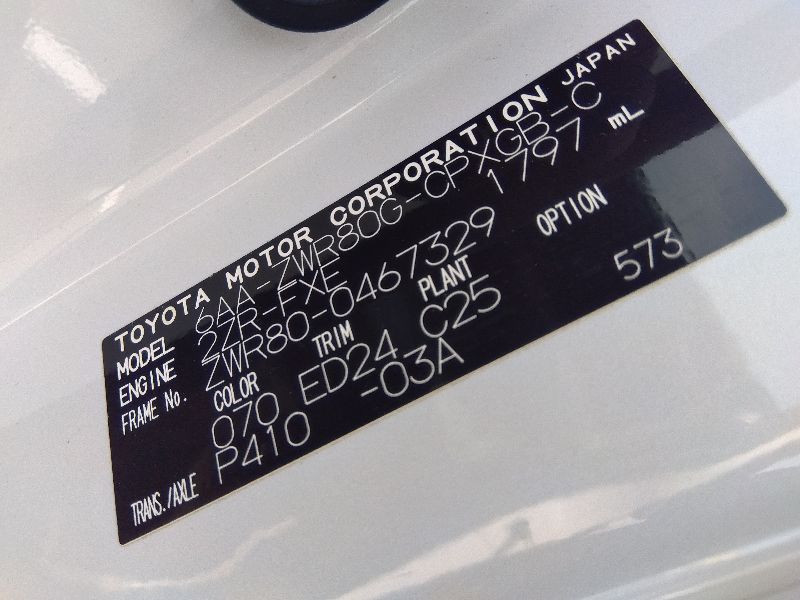 TOYOTA MOTOR CORPORATION JAPAN
MODEL 6AA-ZWR80G-CPXGB-C
ENGINE 2ZR-FXE 1797 mL
FRAME No. ZWR80-0467329
COLOR TRIM PLANT OPTION
070 ED24 C25 573
TRANS./AXLE P410 -03A